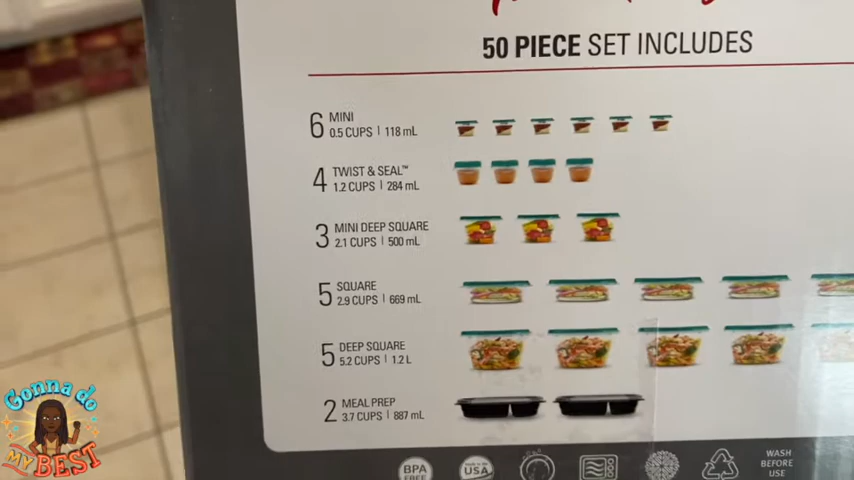 50 PIECE SET INCLUDES
6 MINI
0.5 CUPS | 118 mL
4 TWIST & SEAL™
1.2 CUPS | 284 mL
3 MINI DEEP SQUARE
2.1 CUPS | 500 mL
5 SQUARE
2.9 CUPS | 669 mL
5 DEEP SQUARE
5.2 CUPS | 1.2 L
2 MEAL PREP
3.7 CUPS | 887 mL
BPA
FREE
Made in
USA
WASH
BEFORE
USE
Gonna do
MY BEST